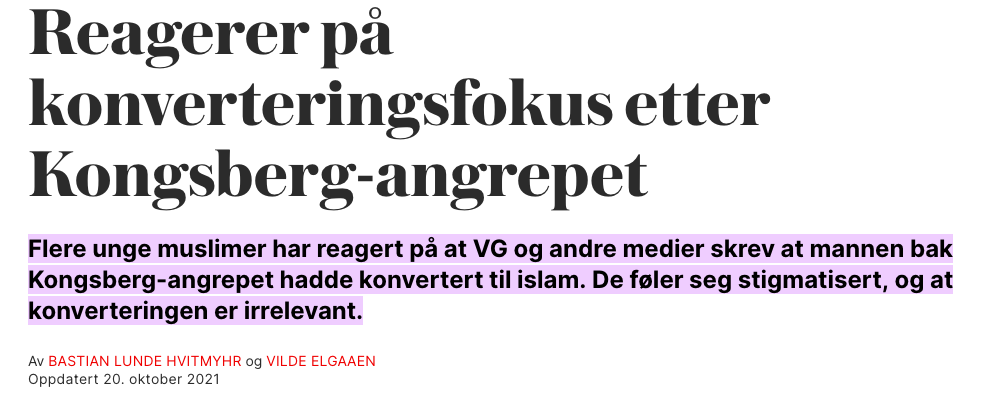 Reagerer på
konverteringsfokus etter
Kongsberg-angrepet
Flere unge muslimer har reagert på at VG og andre medier skrev at mannen bak
Kongsberg-angrepet hadde konvertert til islam. De føler seg stigmatisert, og at
konverteringen er irrelevant.
Av BASTIAN LUNDE HVITMYHR og VILDE ELGAAEN
Oppdatert 20. oktober 2021